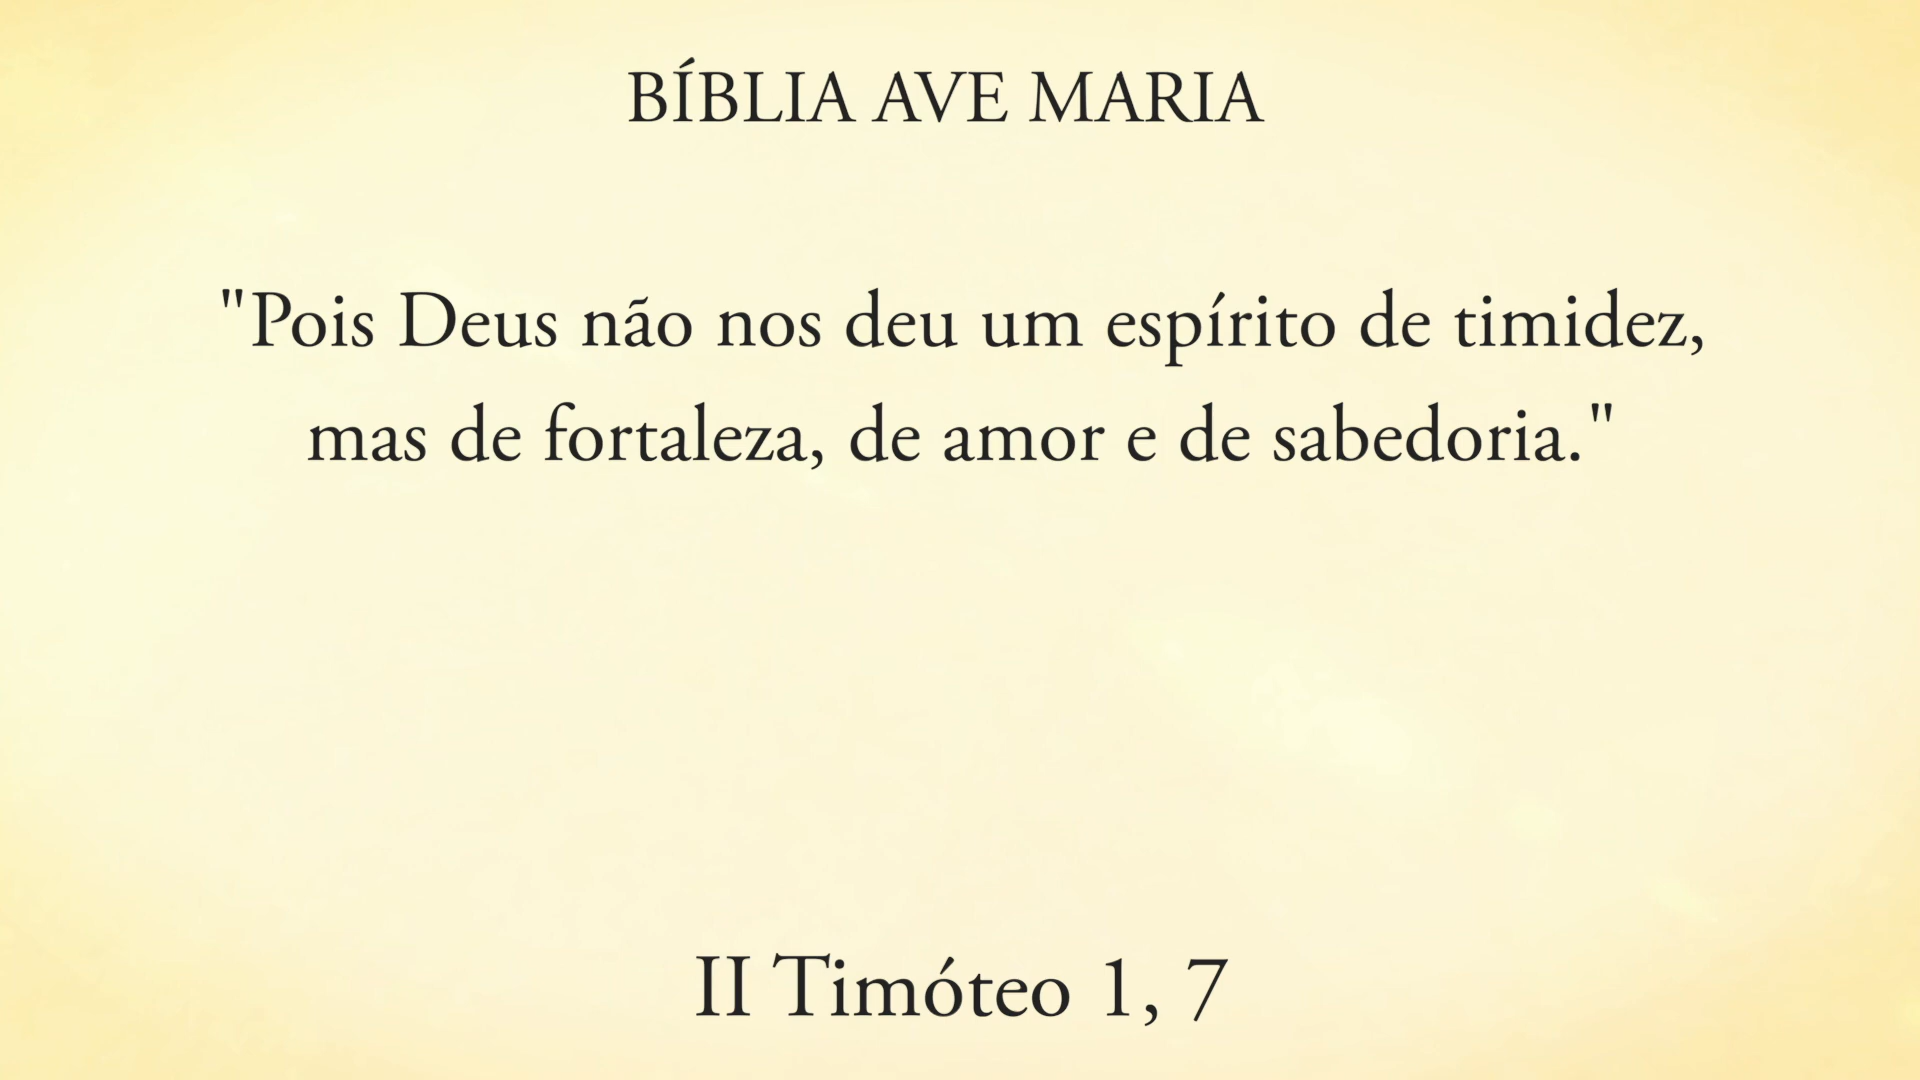 BÍBLIA AVE MARIA
"Pois Deus não nos deu um espírito de timidez,
mas de fortaleza, de amor e de sabedoria."
II Timóteo 1, 7